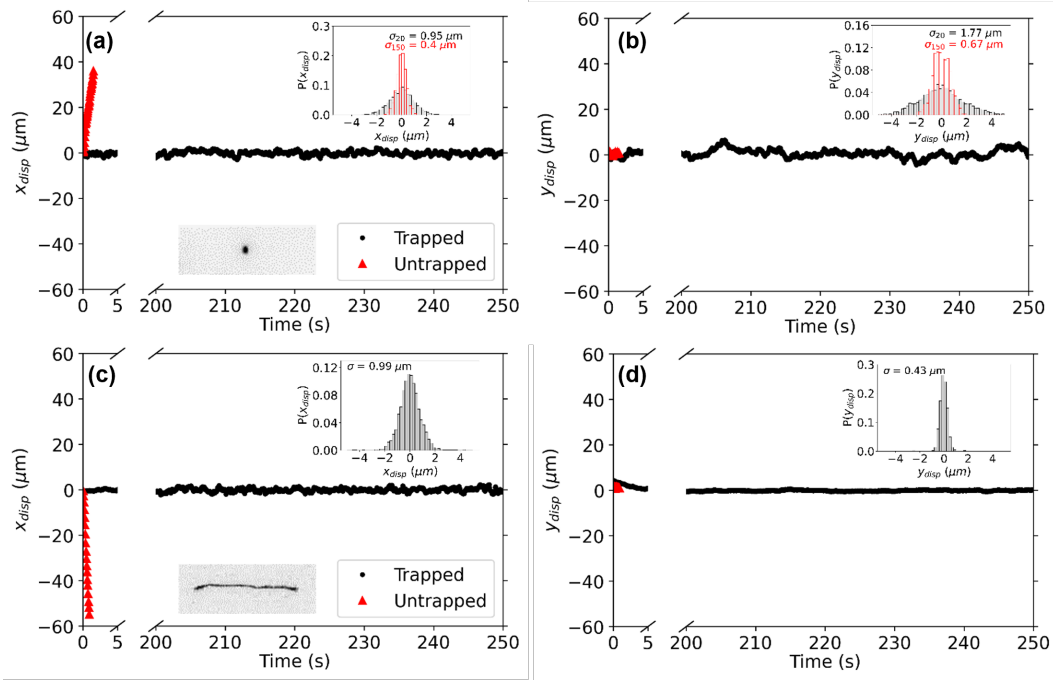 (a)
x_disp (μm)
60
40
20
0
−20
−40
−60
0 5 200 210 220 230 240 250
Time (s)
Trapped
Untrapped
σ20 = 0.95 μm
σ150 = 0.4 μm
P(x_disp)
0.3
0.2
0.1
0.0
−4 −2 0 2 4
x_disp (μm)
(b)
y_disp (μm)
60
40
20
0
−20
−40
−60
0 5 200 210 220 230 240 250
Time (s)
σ20 = 1.77 μm
σ150 = 0.67 μm
P(y_disp)
0.16
0.12
0.08
0.04
0.00
−4 −2 0 2 4
y_disp (μm)
(c)
x_disp (μm)
60
40
20
0
−20
−40
−60
0 5 200 210 220 230 240 250
Time (s)
Trapped
Untrapped
σ = 0.99 μm
P(x_disp)
0.12
0.08
0.04
0.00
−4 −2 0 2 4
x_disp (μm)
(d)
y_disp (μm)
60
40
20
0
−20
−40
−60
0 5 200 210 220 230 240 250
Time (s)
σ = 0.43 μm
P(y_disp)
0.3
0.2
0.1
0.0
−4 −2 0 2 4
y_disp (μm)